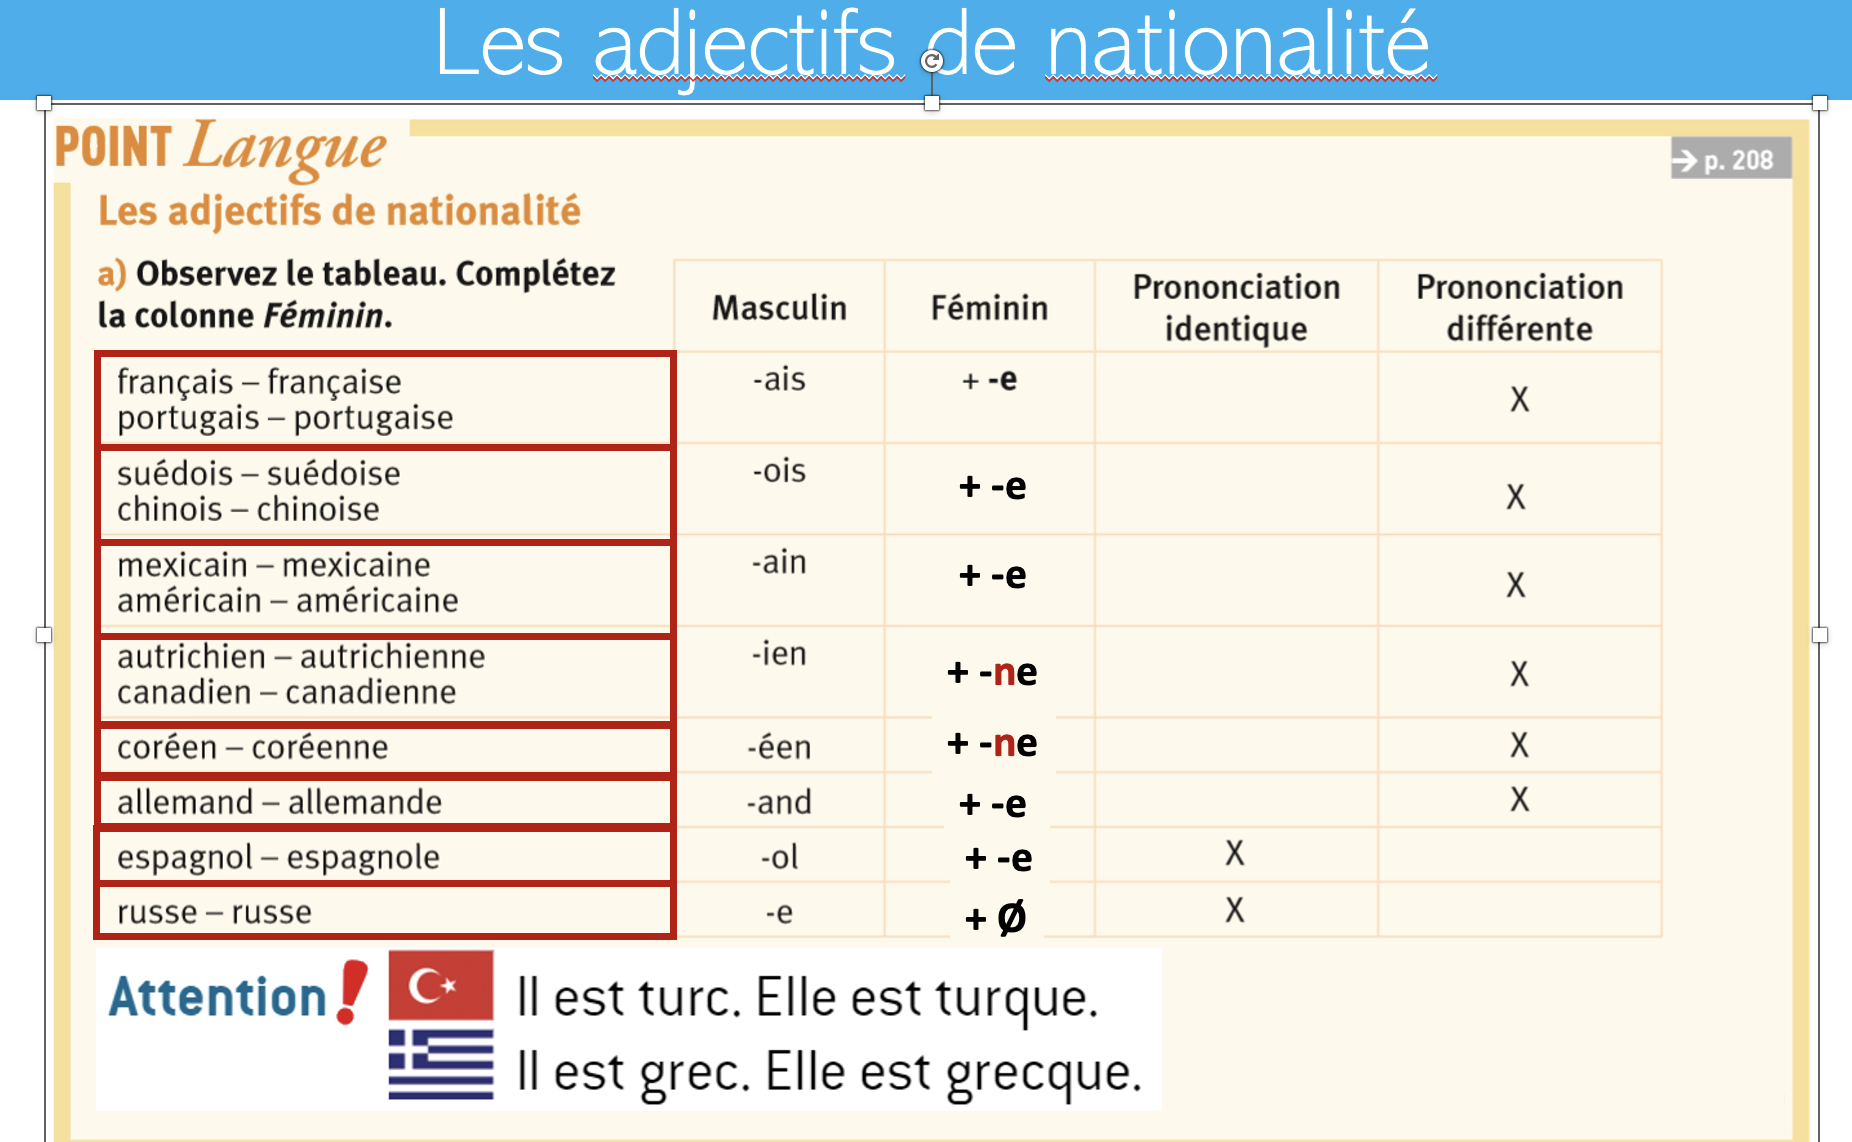 Les adjectifs de nationalité
POINT Langue
→ p. 208
Les adjectifs de nationalité
a) Observez le tableau. Complétez
la colonne Féminin.
Masculin Féminin Prononciation identique Prononciation différente
français – française -ais + -e X
portugais – portugaise
suédois – suédoise -ois + -e X
chinois – chinoise
mexicain – mexicaine -ain + -e X
américain – américaine
autrichien – autrichienne -ien + -ne X
canadien – canadienne
coréen – coréenne -éen + -ne X
allemand – allemande -and + -e X
espagnol – espagnole -ol + -e X
russe – russe -e + Ø X
Attention ! Il est turc. Elle est turque.
Il est grec. Elle est grecque.